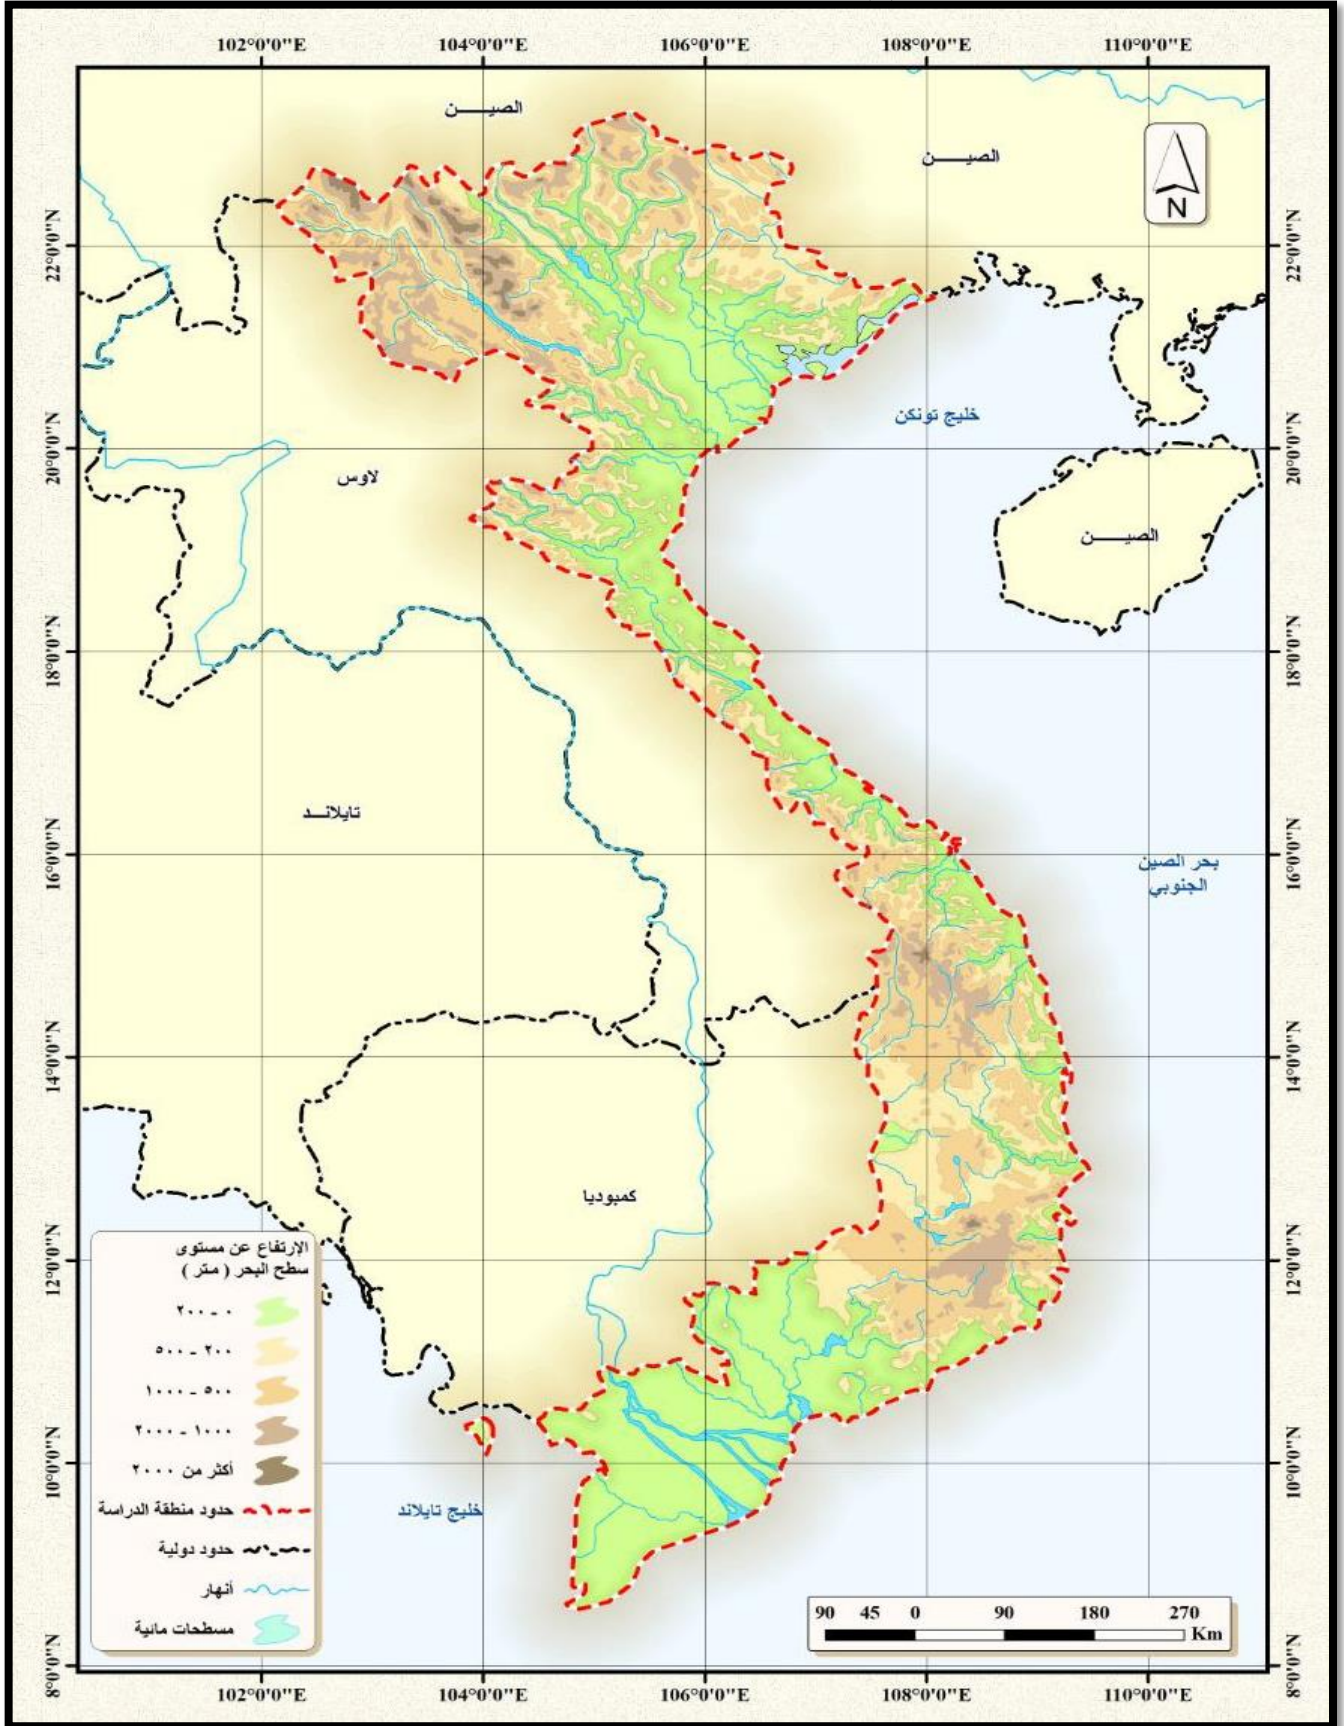 102°0'0"E 104°0'0"E 106°0'0"E 108°0'0"E 110°0'0"E
الصيـــــن
الصيـــــن
N
22°0'0"N
22°0'0"N
خليج تونكن
20°0'0"N
20°0'0"N
لاوس
الصيـــــن
18°0'0"N
18°0'0"N
تايلانــد
16°0'0"N
16°0'0"N
بحر الصين
الجنوبي
14°0'0"N
14°0'0"N
كمبوديا
12°0'0"N
12°0'0"N
الإرتفاع عن مستوى
سطح البحر ( متر )
٠ - ٢٠٠
٢٠٠ - ٥٠٠
٥٠٠ - ١٠٠٠
١٠٠٠ - ٢٠٠٠
أكثر من ٢٠٠٠
حدود منطقة الدراسة
حدود دولية
أنهار
مسطحات مائية
10°0'0"N
10°0'0"N
خليج تايلاند
90 45 0 90 180 270
Km
8°0'0"N
8°0'0"N
102°0'0"E 104°0'0"E 106°0'0"E 108°0'0"E 110°0'0"E